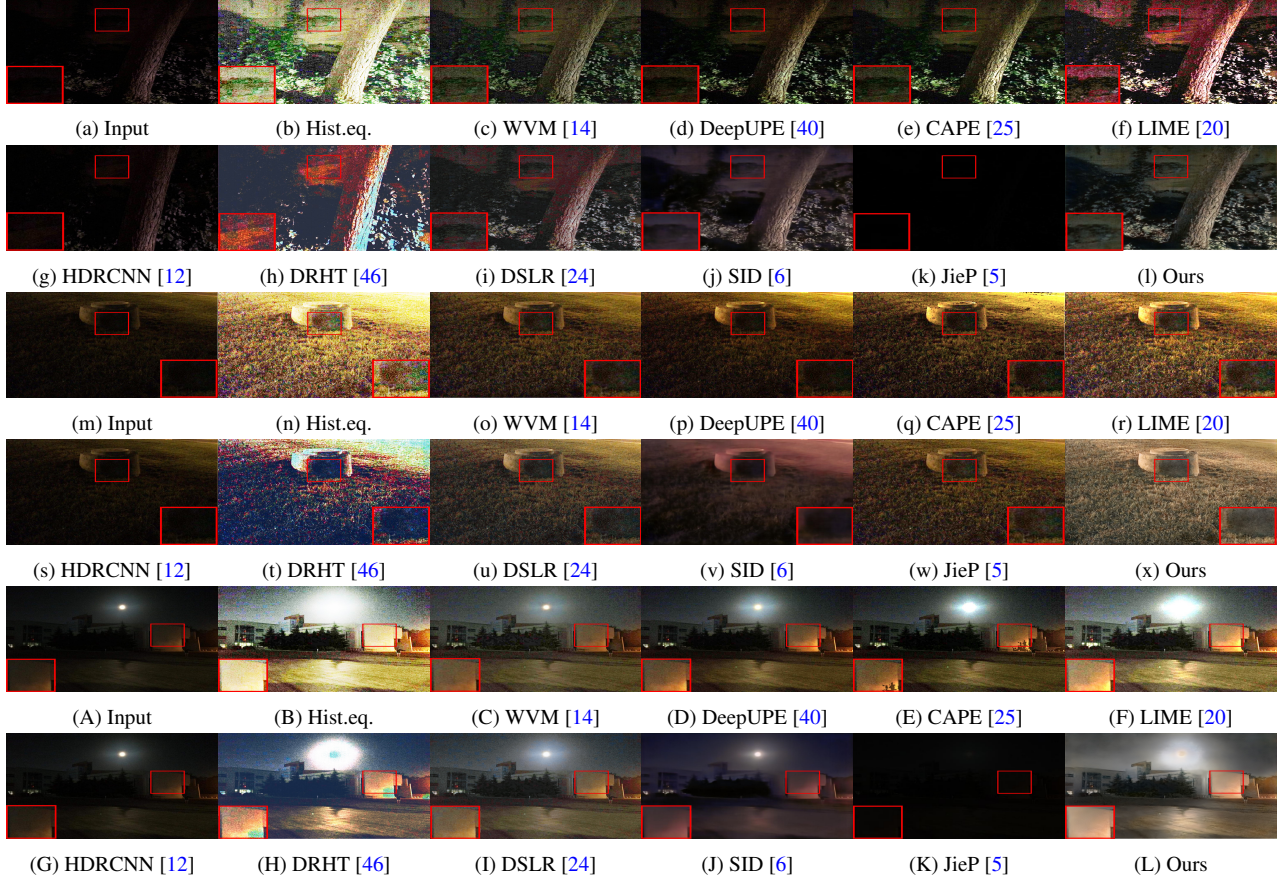 (a) Input (b) Hist.eq. (c) WVM [14] (d) DeepUPE [40] (e) CAPE [25] (f) LIME [20]
(g) HDRCNN [12] (h) DRHT [46] (i) DSLR [24] (j) SID [6] (k) JieP [5] (l) Ours
(m) Input (n) Hist.eq. (o) WVM [14] (p) DeepUPE [40] (q) CAPE [25] (r) LIME [20]
(s) HDRCNN [12] (t) DRHT [46] (u) DSLR [24] (v) SID [6] (w) JieP [5] (x) Ours
(A) Input (B) Hist.eq. (C) WVM [14] (D) DeepUPE [40] (E) CAPE [25] (F) LIME [20]
(G) HDRCNN [12] (H) DRHT [46] (I) DSLR [24] (J) SID [6] (K) JieP [5] (L) Ours